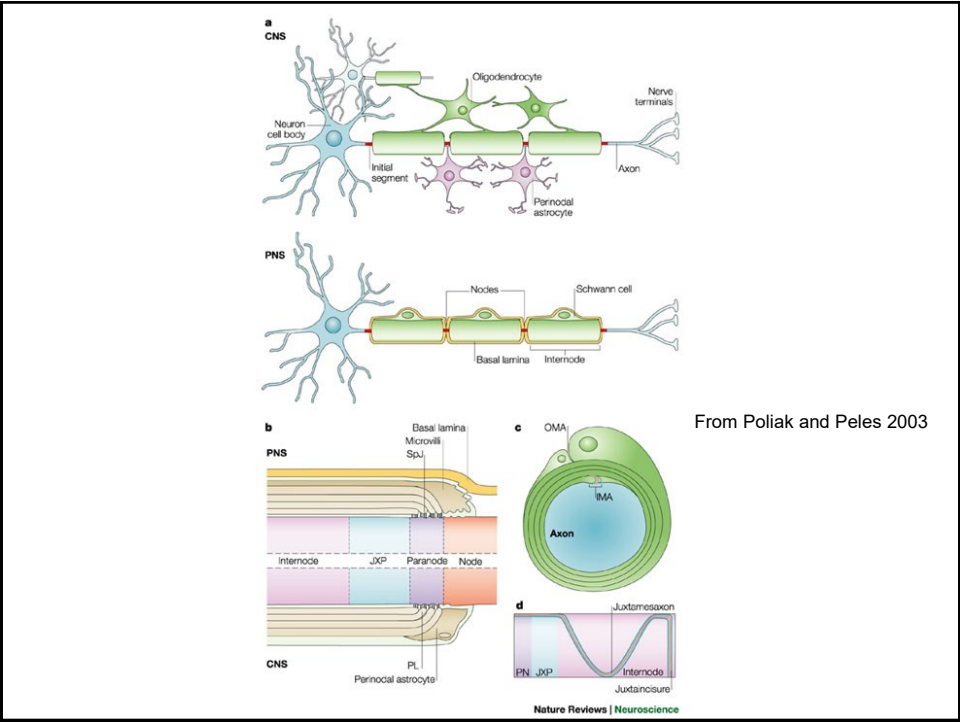 a
CNS
Oligodendrocyte
Nerve
terminals
Neuron
cell body
Initial
segment
Axon
Perinodal
astrocyte
PNS
Nodes
Schwann cell
Basal lamina
Internode
From Poliak and Peles 2003
b
PNS
Basal lamina
Microvilli
SpJ
Internode
JXP
Paranode
Node
CNS
PL
Perinodal astrocyte
c
OMA
IMA
Axon
d
Juxtamesaxon
PN
JXP
Internode
Juxtaincisure
Nature Reviews | Neuroscience